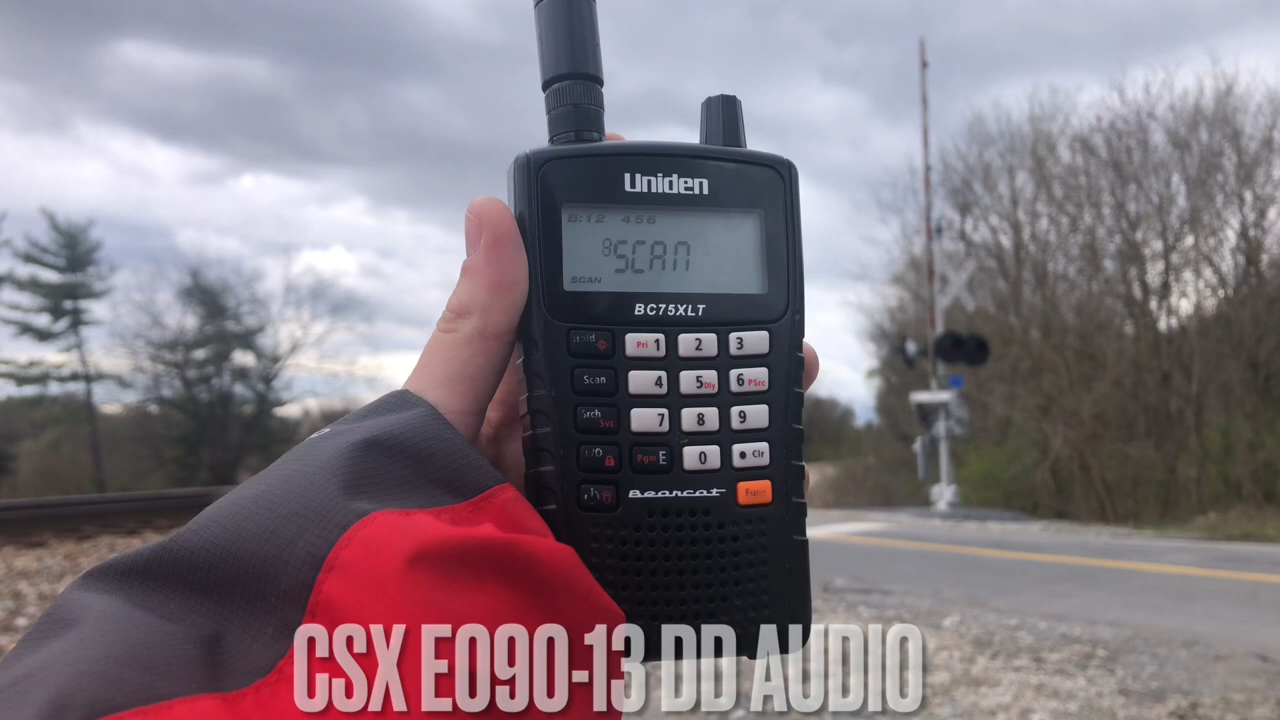 Uniden
B:12 456
8SCAN
SCAN
BC75XLT
Hold Pri 1 2 3
Scan 4 5 Dly 6 PSrc
Srch Svc 7 8 9
L/O Pgm E 0 • Clr
Bearcat Func
CSX E090-13 DD AUDIO